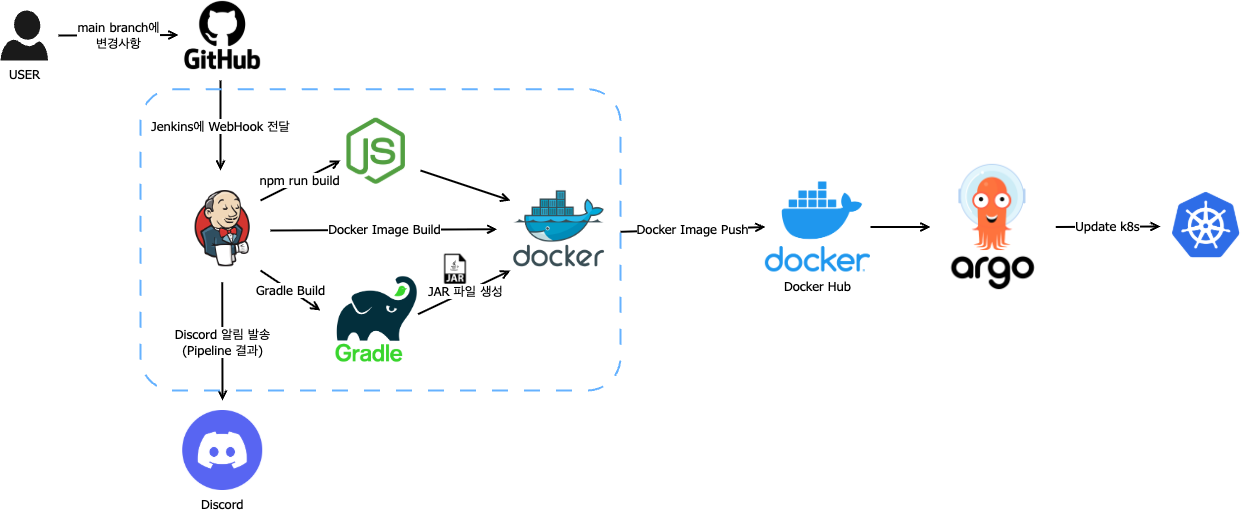 main branch에
변경사항
USER
GitHub
Jenkins에 WebHook 전달
JS
npm run build
Docker Image Build
docker
Docker Image Push
docker
Docker Hub
argo
Update k8s
Gradle Build
JAR
JAR 파일 생성
Gradle
Discord 알림 발송
(Pipeline 결과)
Discord